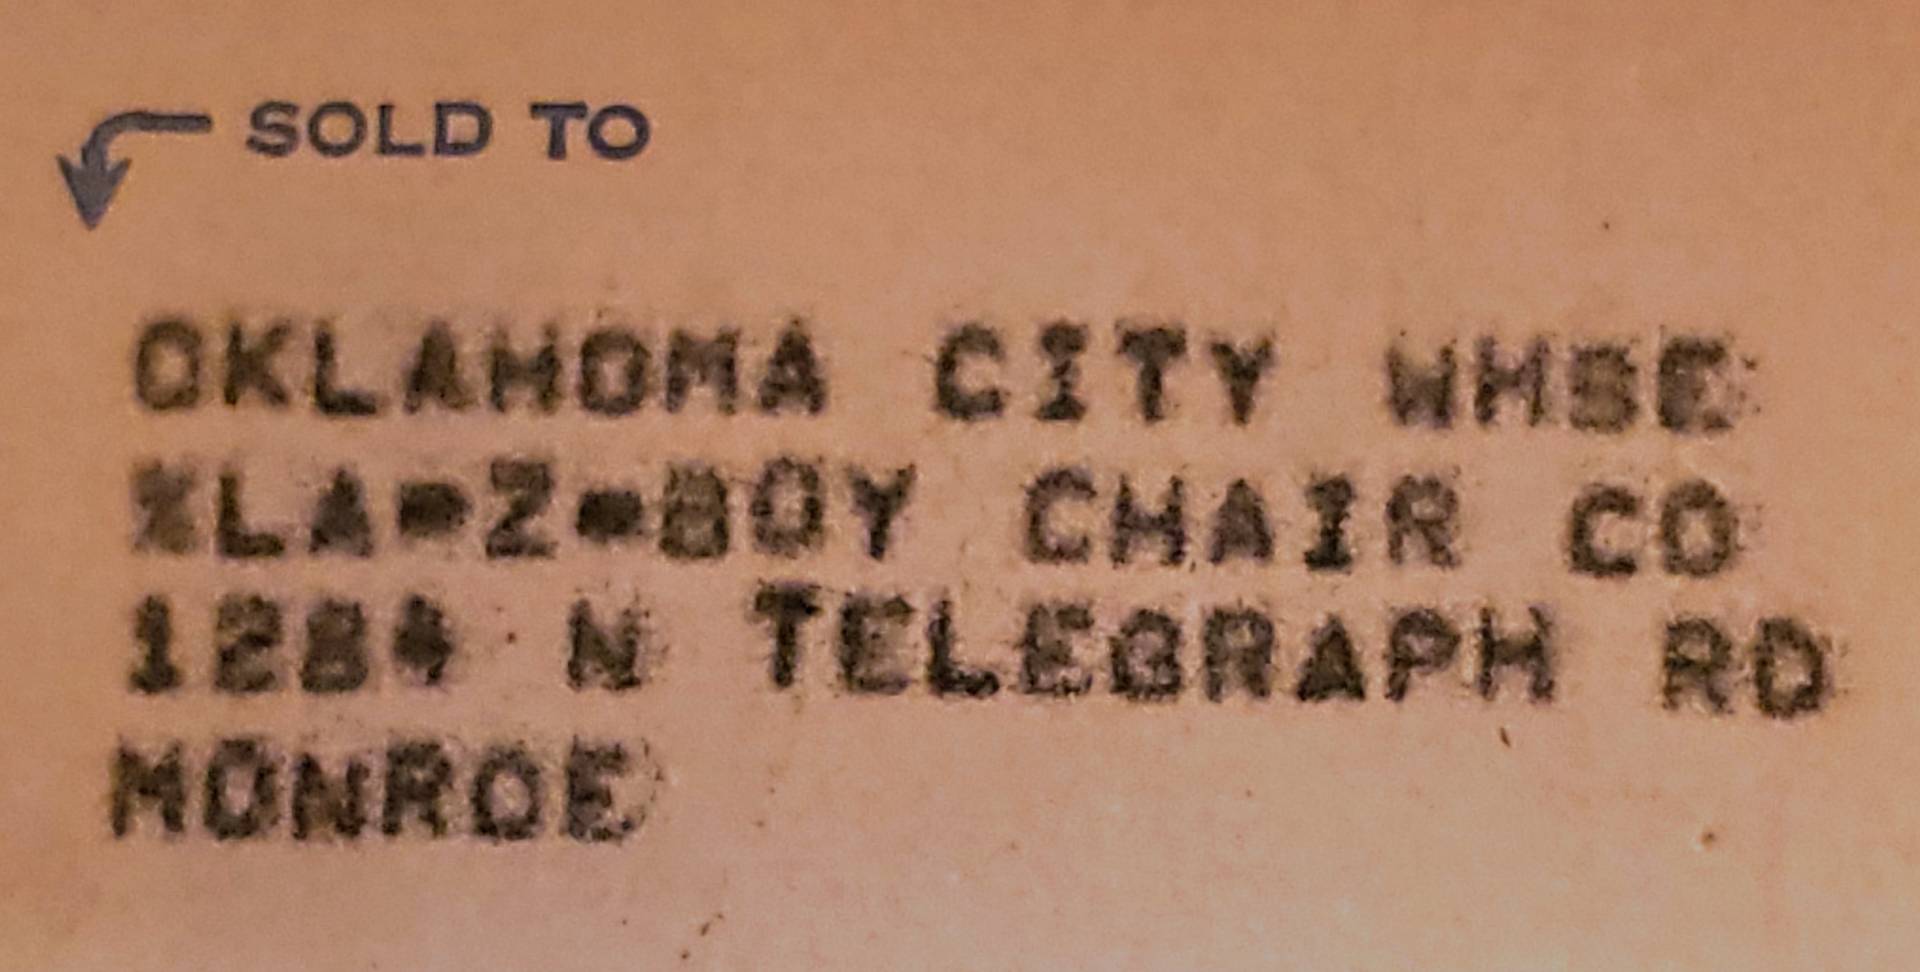 SOLD TO
OKLAHOMA CITY WHSE
%LA-Z-BOY CHAIR CO
1284 N TELEGRAPH RD
MONROE